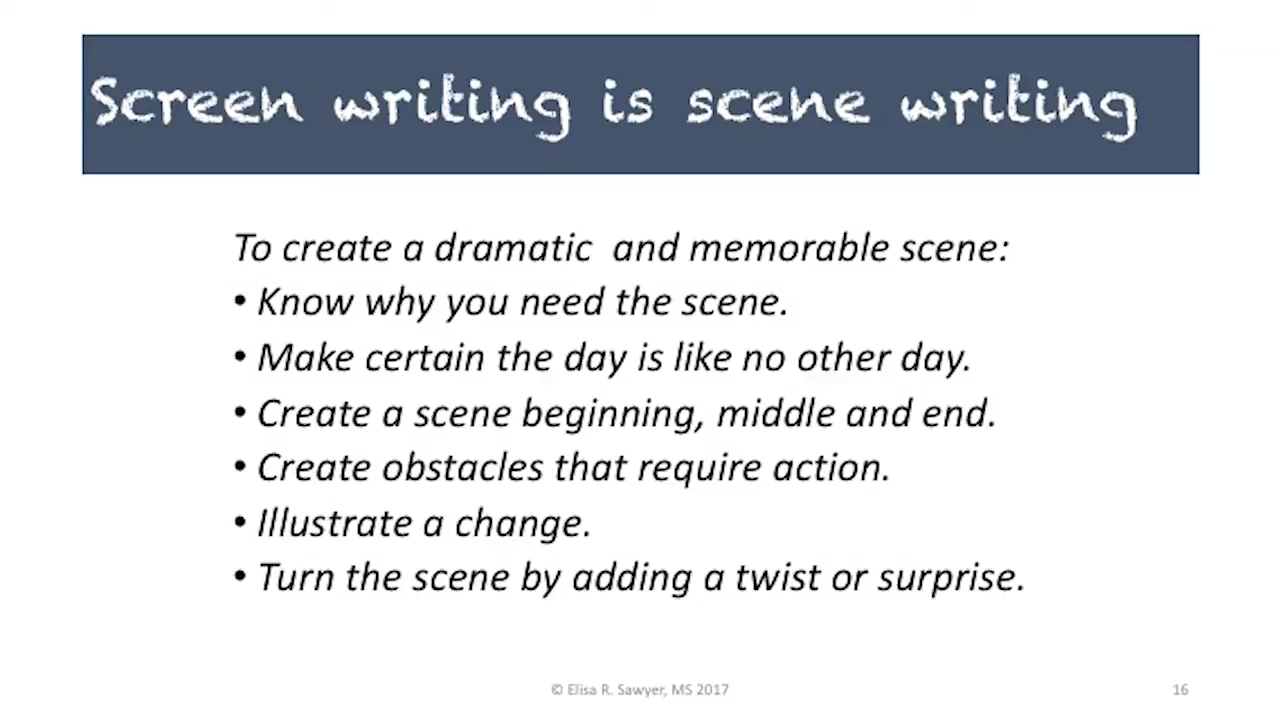 Screen writing is scene writing
To create a dramatic and memorable scene:
• Know why you need the scene.
• Make certain the day is like no other day.
• Create a scene beginning, middle and end.
• Create obstacles that require action.
• Illustrate a change.
• Turn the scene by adding a twist or surprise.
© Elisa R. Sawyer, MS 2017
16